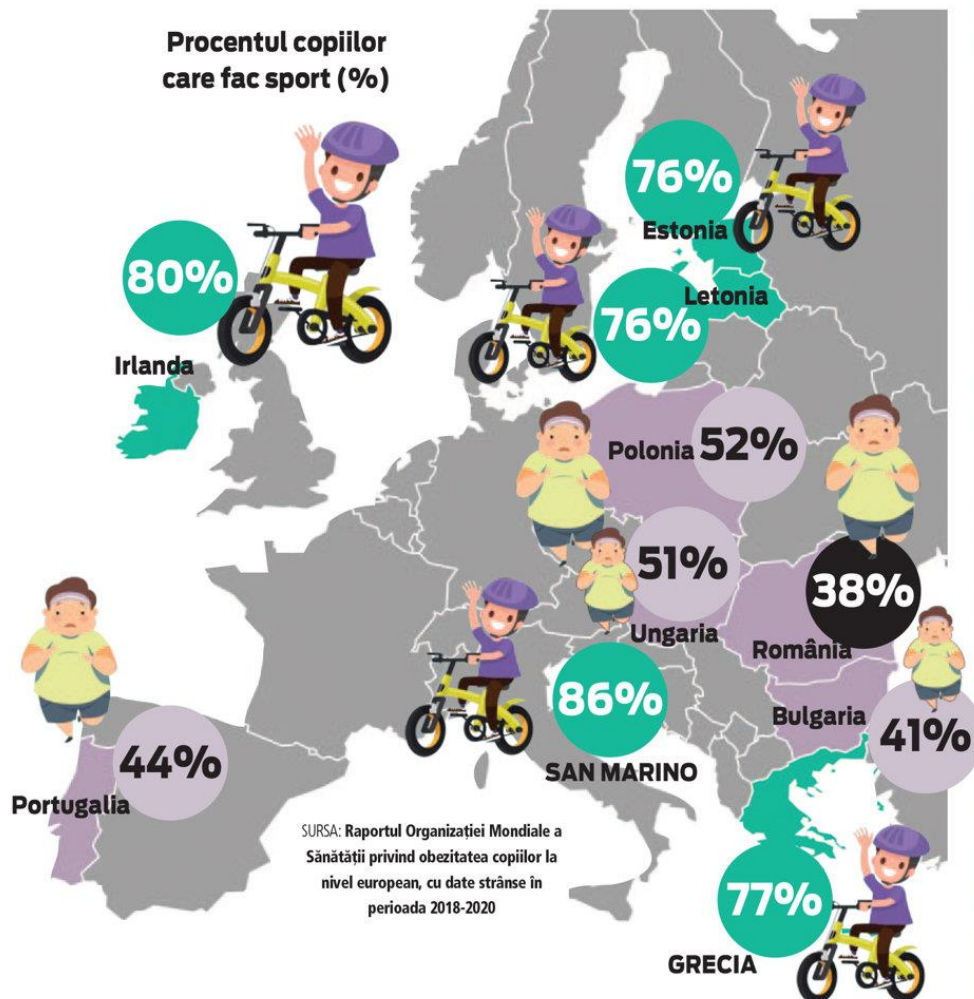 Procentul copiilor
care fac sport (%)
76%
Estonia
80%
Irlanda
76%
Letonia
Polonia
52%
51%
Ungaria
38%
România
86%
SAN MARINO
Bulgaria
41%
44%
Portugalia
SURSA: Raportul Organizației Mondiale a
Sănătății privind obezitatea copiilor la
nivel european, cu date strânse în
perioada 2018-2020
77%
GRECIA